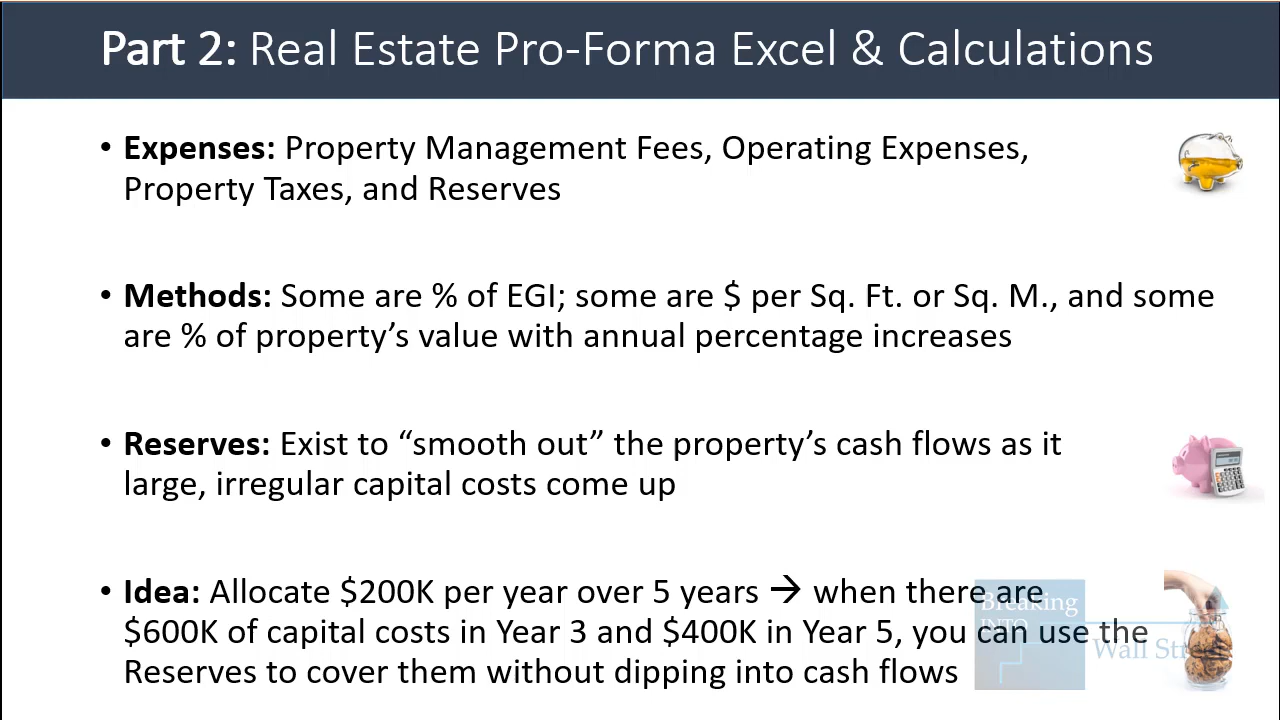 Part 2: Real Estate Pro-Forma Excel & Calculations
• Expenses: Property Management Fees, Operating Expenses,
Property Taxes, and Reserves
• Methods: Some are % of EGI; some are $ per Sq. Ft. or Sq. M., and some
are % of property’s value with annual percentage increases
• Reserves: Exist to “smooth out” the property’s cash flows as it
large, irregular capital costs come up
• Idea: Allocate $200K per year over 5 years → when there are
$600K of capital costs in Year 3 and $400K in Year 5, you can use the
Reserves to cover them without dipping into cash flows
Breaking
INTO
Wall Street